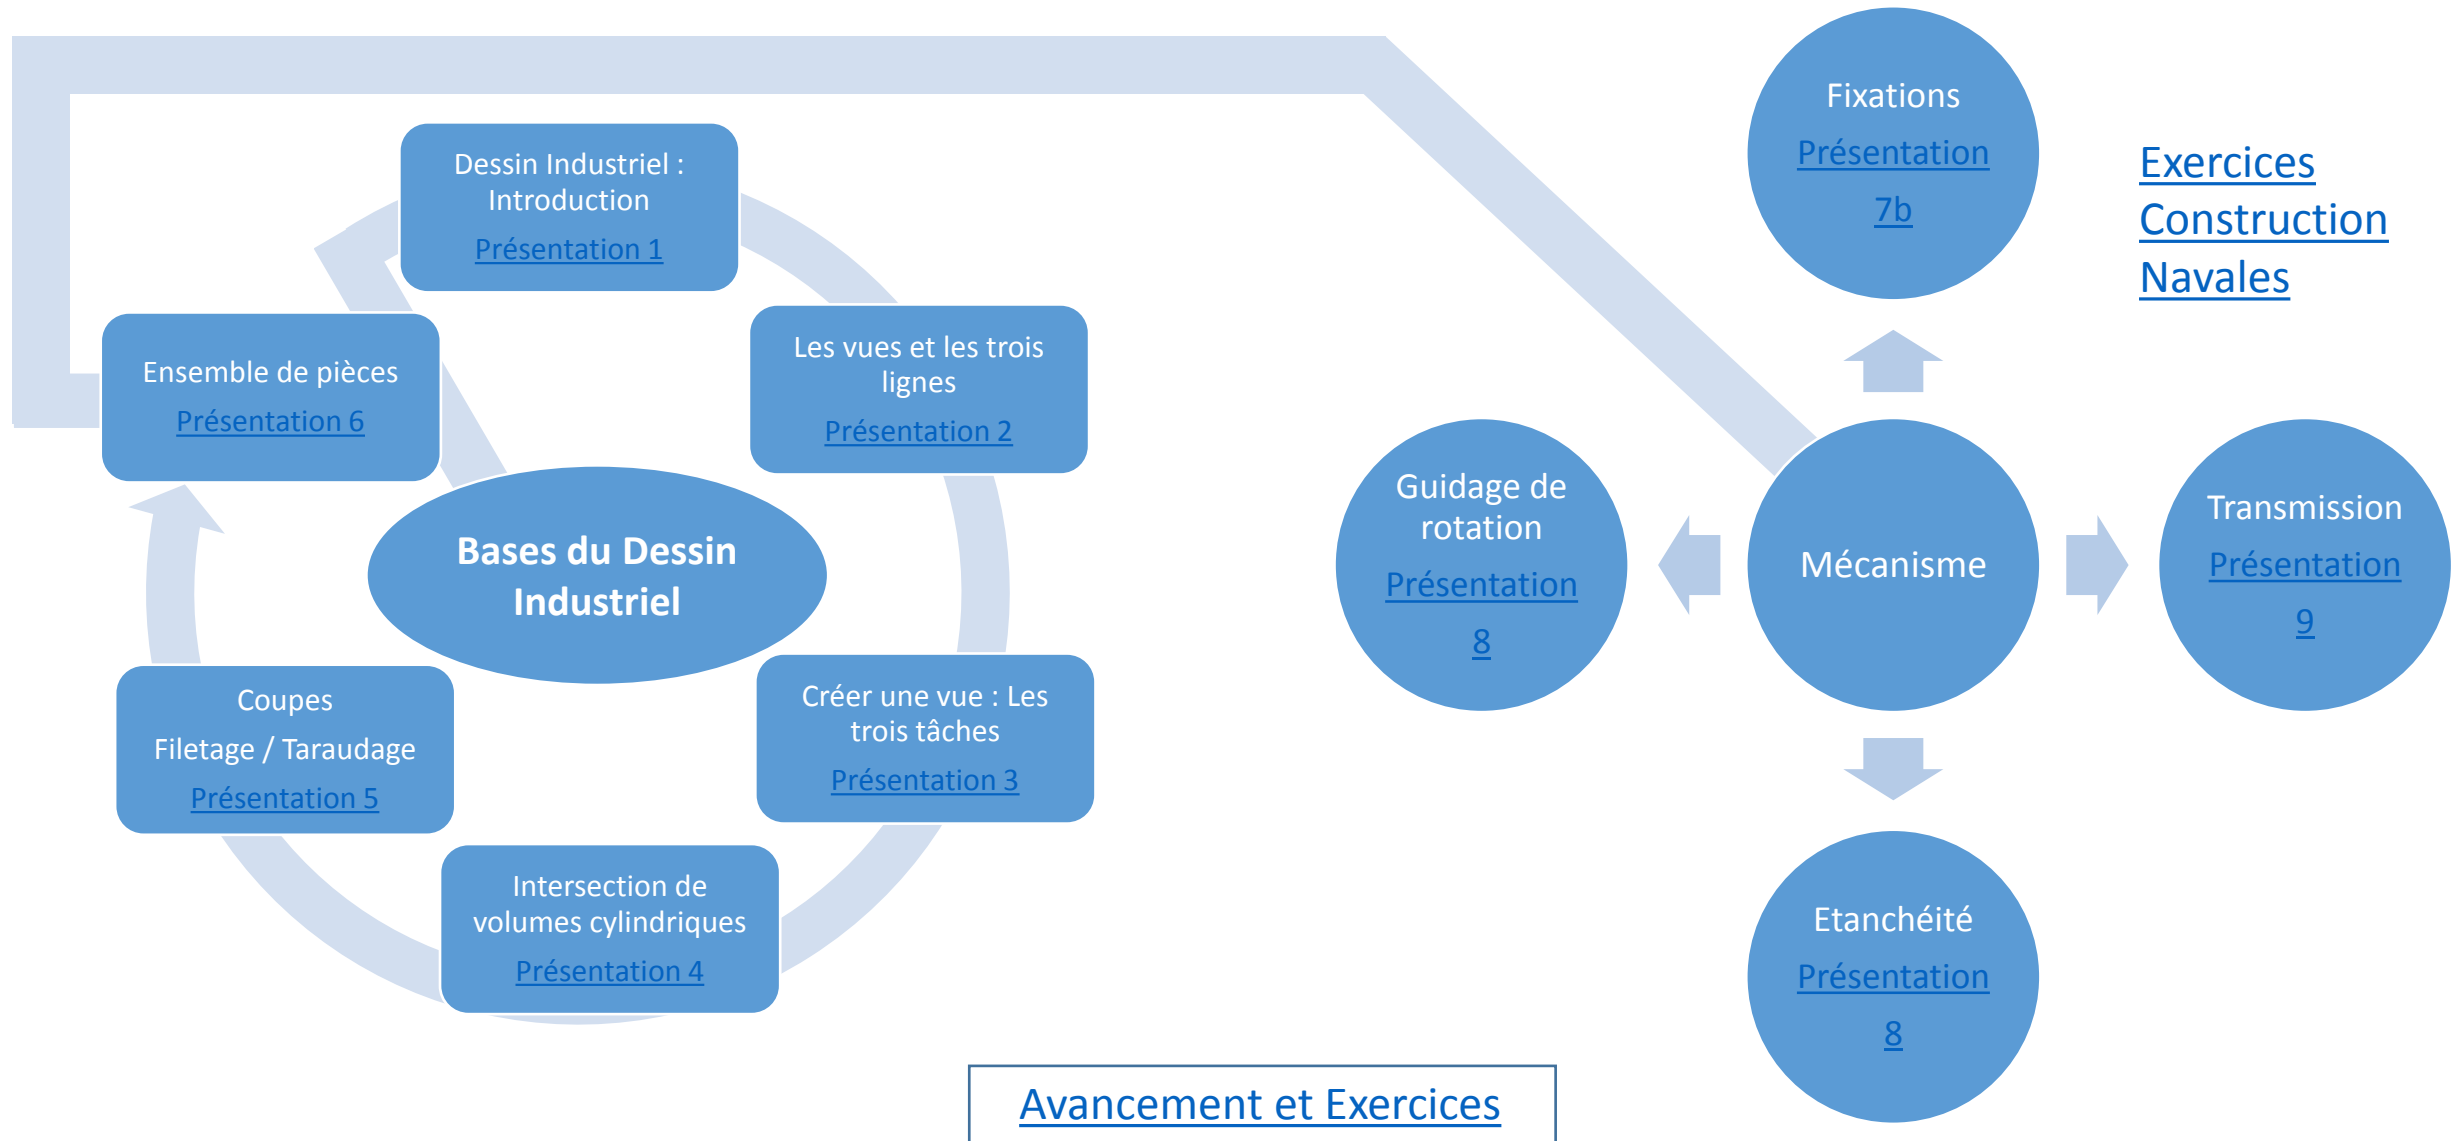 Dessin Industriel :
Introduction
Présentation 1
Les vues et les trois
lignes
Présentation 2
Créer une vue : Les
trois tâches
Présentation 3
Intersection de
volumes cylindriques
Présentation 4
Coupes
Filetage / Taraudage
Présentation 5
Ensemble de pièces
Présentation 6
Bases du Dessin
Industriel
Mécanisme
Fixations
Présentation
7b
Transmission
Présentation
9
Etanchéité
Présentation
8
Guidage de
rotation
Présentation
8
Exercices
Construction
Navales
Avancement et Exercices